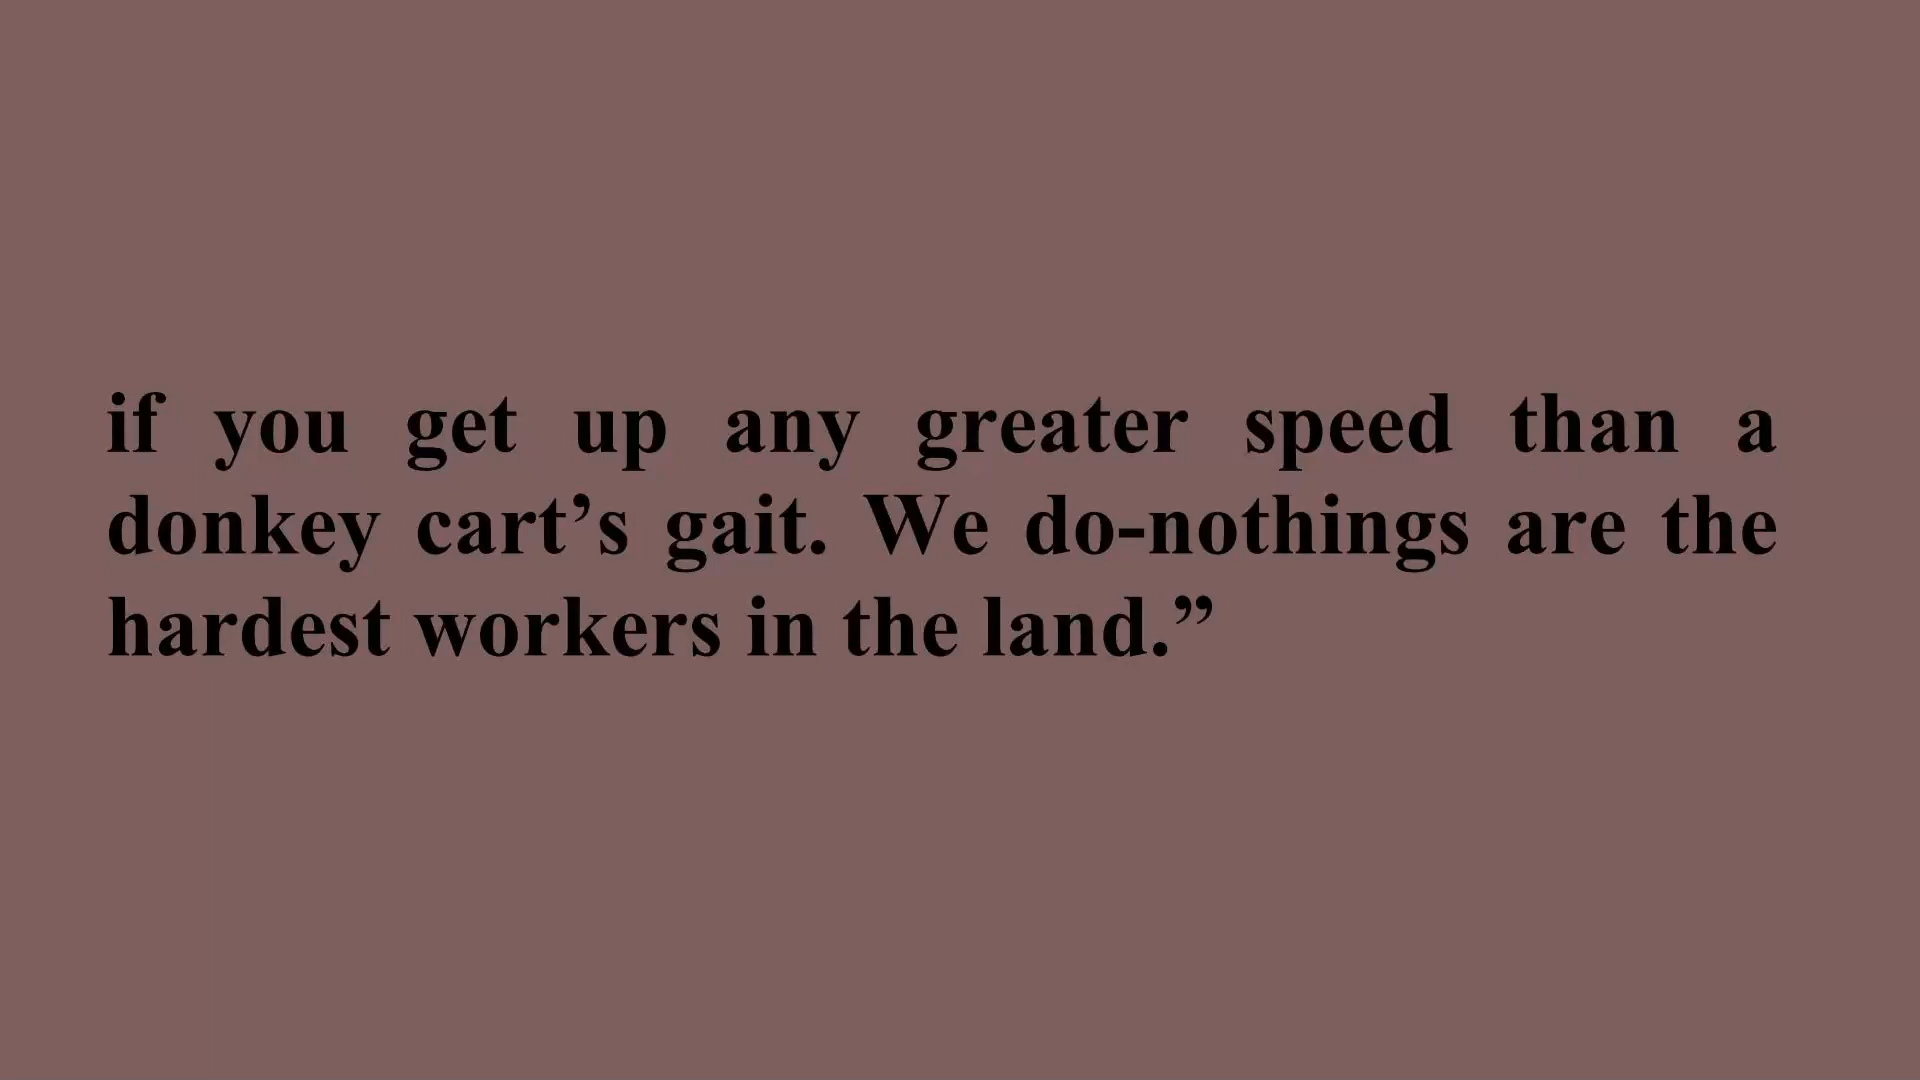 if you get up any greater speed than a
donkey cart’s gait. We do-nothings are the
hardest workers in the land.”